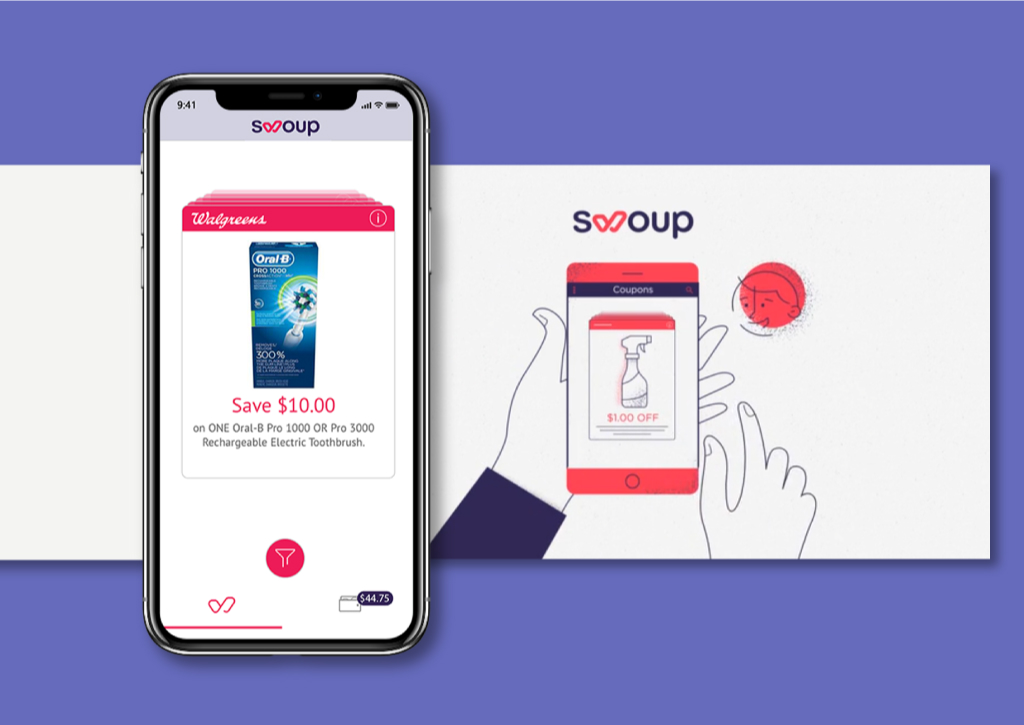 9:41
swoup
Walgreens
i
Oral-B
PRO 1000
300%
Save $10.00
on ONE Oral-B Pro 1000 OR Pro 3000
Rechargeable Electric Toothbrush.
$44.75
swoup
Coupons
$1.00 OFF